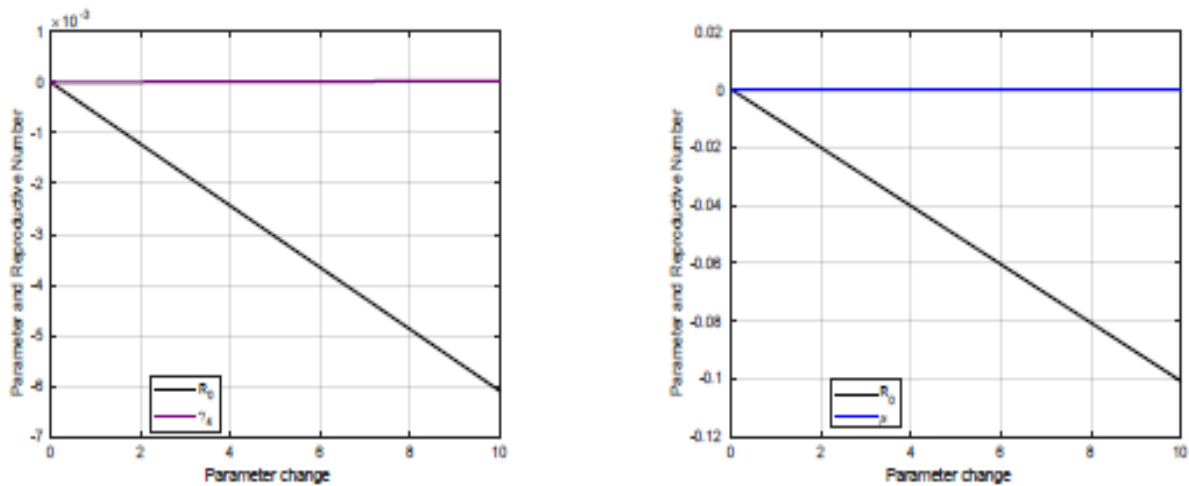 ×10⁻³
1
0
-1
-2
-3
-4
-5
-6
-7
0 2 4 6 8 10
Parameter change
Parameter and Reproductive Number
R₀
γ₄
0.02
0
-0.02
-0.04
-0.06
-0.08
-0.1
-0.12
0 2 4 6 8 10
Parameter change
Parameter and Reproductive Number
R₀